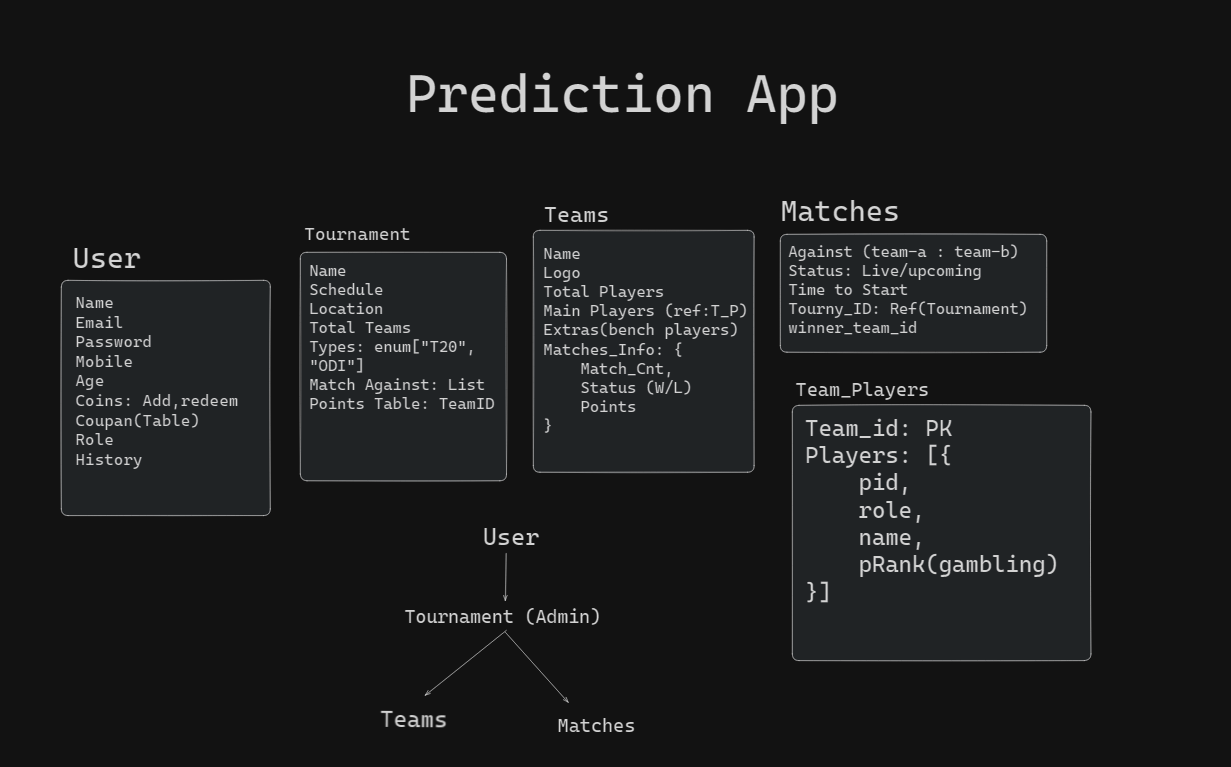 Prediction App
User
Name
Email
Password
Mobile
Age
Coins: Add,redeem
Coupan(Table)
Role
History
Tournament
Name
Schedule
Location
Total Teams
Types: enum["T20",
"ODI"]
Match Against: List
Points Table: TeamID
Teams
Name
Logo
Total Players
Main Players (ref:T_P)
Extras(bench players)
Matches_Info: {
    Match_Cnt,
    Status (W/L)
    Points
}
Matches
Against (team-a : team-b)
Status: Live/upcoming
Time to Start
Tourny_ID: Ref(Tournament)
winner_team_id
Team_Players
Team_id: PK
Players: [{
    pid,
    role,
    name,
    pRank(gambling)
}]
User
Tournament (Admin)
Teams
Matches